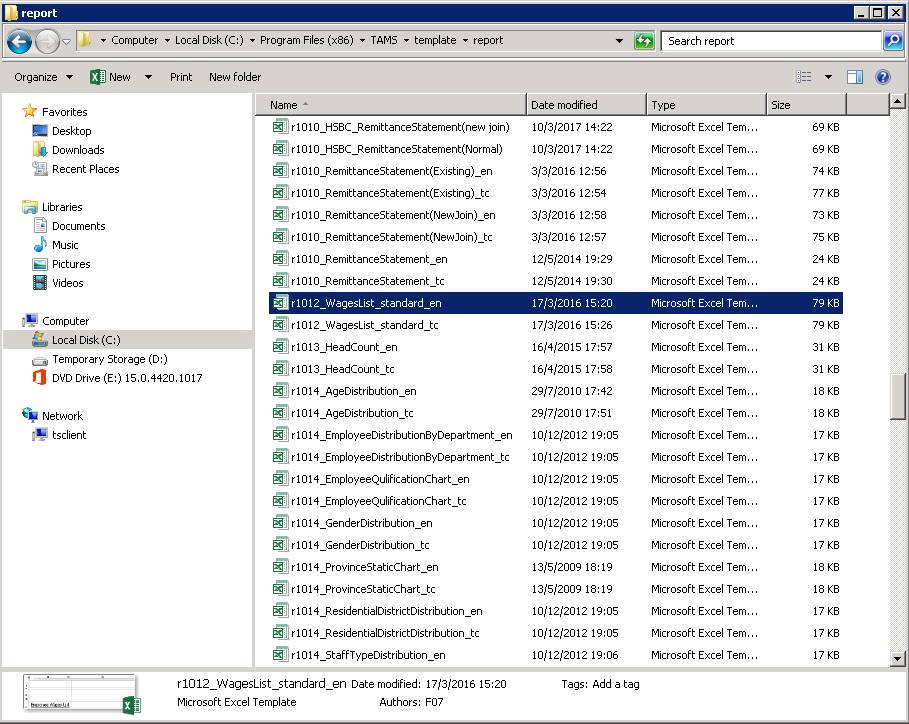 report
Computer Local Disk (C:) Program Files (x86) TAMS template report Search report
Organize New Print New folder
Favorites
Desktop
Downloads
Recent Places
Libraries
Documents
Music
Pictures
Videos
Computer
Local Disk (C:)
Temporary Storage (D:)
DVD Drive (E:) 15.0.4420.1017
Network
tsclient
Name Date modified Type Size
r1010_HSBC_RemittanceStatement(new join) 10/3/2017 14:22 Microsoft Excel Tem... 69 KB
r1010_HSBC_RemittanceStatement(Normal) 10/3/2017 14:22 Microsoft Excel Tem... 69 KB
r1010_RemittanceStatement(Existing)_en 3/3/2016 12:56 Microsoft Excel Tem... 74 KB
r1010_RemittanceStatement(Existing)_tc 3/3/2016 12:54 Microsoft Excel Tem... 77 KB
r1010_RemittanceStatement(NewJoin)_en 3/3/2016 12:58 Microsoft Excel Tem... 73 KB
r1010_RemittanceStatement(NewJoin)_tc 3/3/2016 12:57 Microsoft Excel Tem... 75 KB
r1010_RemittanceStatement_en 12/5/2014 19:29 Microsoft Excel Tem... 24 KB
r1010_RemittanceStatement_tc 12/5/2014 19:30 Microsoft Excel Tem... 24 KB
r1012_WagesList_standard_en 17/3/2016 15:20 Microsoft Excel Tem... 79 KB
r1012_WagesList_standard_tc 17/3/2016 15:26 Microsoft Excel Tem... 79 KB
r1013_HeadCount_en 16/4/2015 17:57 Microsoft Excel Tem... 31 KB
r1013_HeadCount_tc 16/4/2015 17:58 Microsoft Excel Tem... 31 KB
r1014_AgeDistribution_en 29/7/2010 17:42 Microsoft Excel Tem... 18 KB
r1014_AgeDistribution_tc 29/7/2010 17:51 Microsoft Excel Tem... 18 KB
r1014_EmployeeDistributionByDepartment_en 10/12/2012 19:05 Microsoft Excel Tem... 17 KB
r1014_EmployeeDistributionByDepartment_tc 10/12/2012 19:05 Microsoft Excel Tem... 17 KB
r1014_EmployeeQulificationChart_en 10/12/2012 19:05 Microsoft Excel Tem... 17 KB
r1014_EmployeeQulificationChart_tc 10/12/2012 19:05 Microsoft Excel Tem... 17 KB
r1014_GenderDistribution_en 10/12/2012 19:05 Microsoft Excel Tem... 17 KB
r1014_GenderDistribution_tc 10/12/2012 19:05 Microsoft Excel Tem... 17 KB
r1014_ProvinceStaticChart_en 13/5/2009 18:19 Microsoft Excel Tem... 18 KB
r1014_ProvinceStaticChart_tc 13/5/2009 18:19 Microsoft Excel Tem... 18 KB
r1014_ResidentialDistrictDistribution_en 10/12/2012 19:05 Microsoft Excel Tem... 17 KB
r1014_ResidentialDistrictDistribution_tc 10/12/2012 19:05 Microsoft Excel Tem... 17 KB
r1014_StaffTypeDistribution_en 10/12/2012 19:06 Microsoft Excel Tem... 17 KB
r1012_WagesList_standard_en Date modified: 17/3/2016 15:20 Tags: Add a tag
Microsoft Excel Template Authors: F07
Employee Wages List